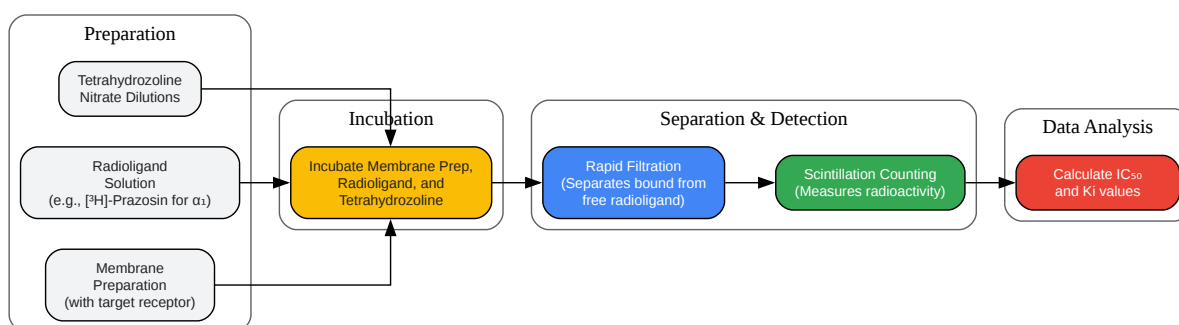 Preparation
Tetrahydrozoline
Nitrate Dilutions
Radioligand
Solution
(e.g., [³H]-Prazosin for α₁)
Membrane
Preparation
(with target receptor)
Incubation
Incubate Membrane Prep,
Radioligand, and
Tetrahydrozoline
Separation & Detection
Rapid Filtration
(Separates bound from
free radioligand)
Scintillation Counting
(Measures radioactivity)
Data Analysis
Calculate IC₅₀
and Ki values